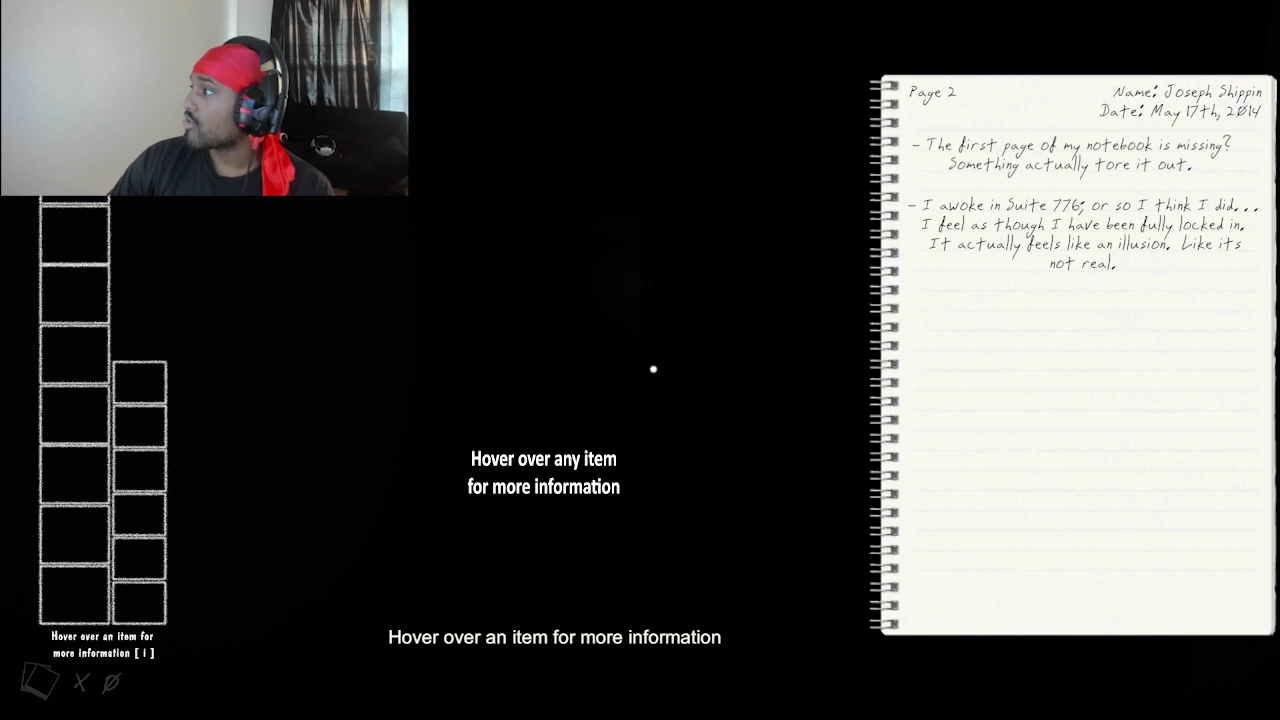 Page 2
Name: Joseph Shippin
Date: May 17th, 2014
- The first page of my notebook is missing?
Something actually tore it out.
- I awoke in Suite 776; or so I think I did...
I feel as though I have been fully locked in.
It actually feels like an illusion. Like its
not real.
Hover over any item
for more information
Hover over an item for more information
Hover over an item for
more information [ i ]
X 0